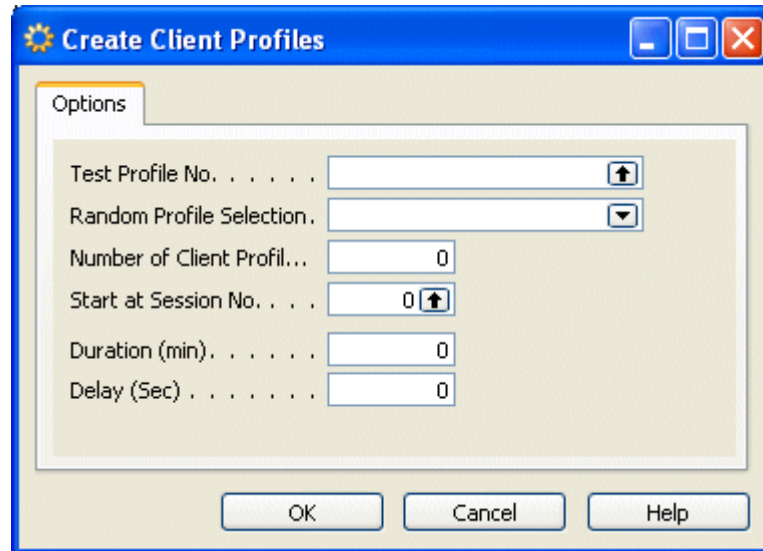 Create Client Profiles
Options
Test Profile No. . . . . .
Random Profile Selection.
Number of Client Profil... 0
Start at Session No. . . . 0
Duration (min). . . . . . 0
Delay (Sec) . . . . . . . 0
OK Cancel Help